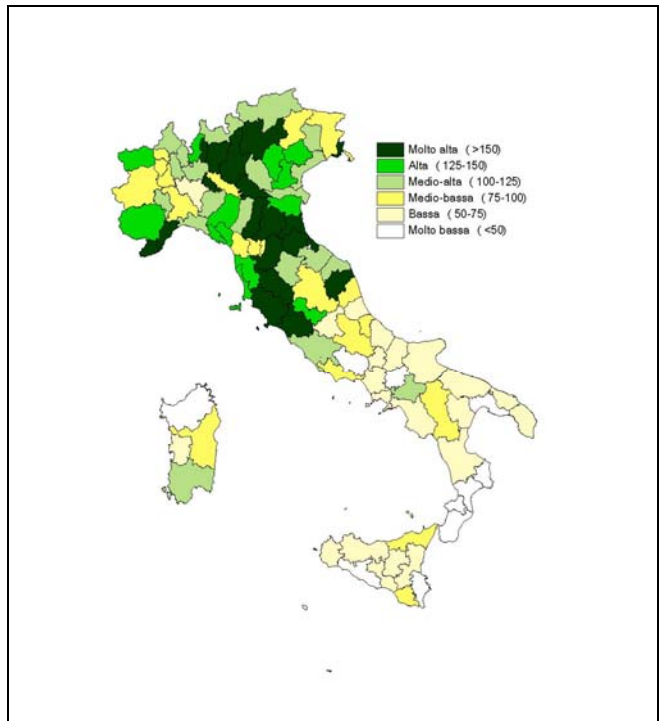 Molto alta (>150)
Alta (125-150)
Medio-alta (100-125)
Medio-bassa (75-100)
Bassa (50-75)
Molto bassa (<50)